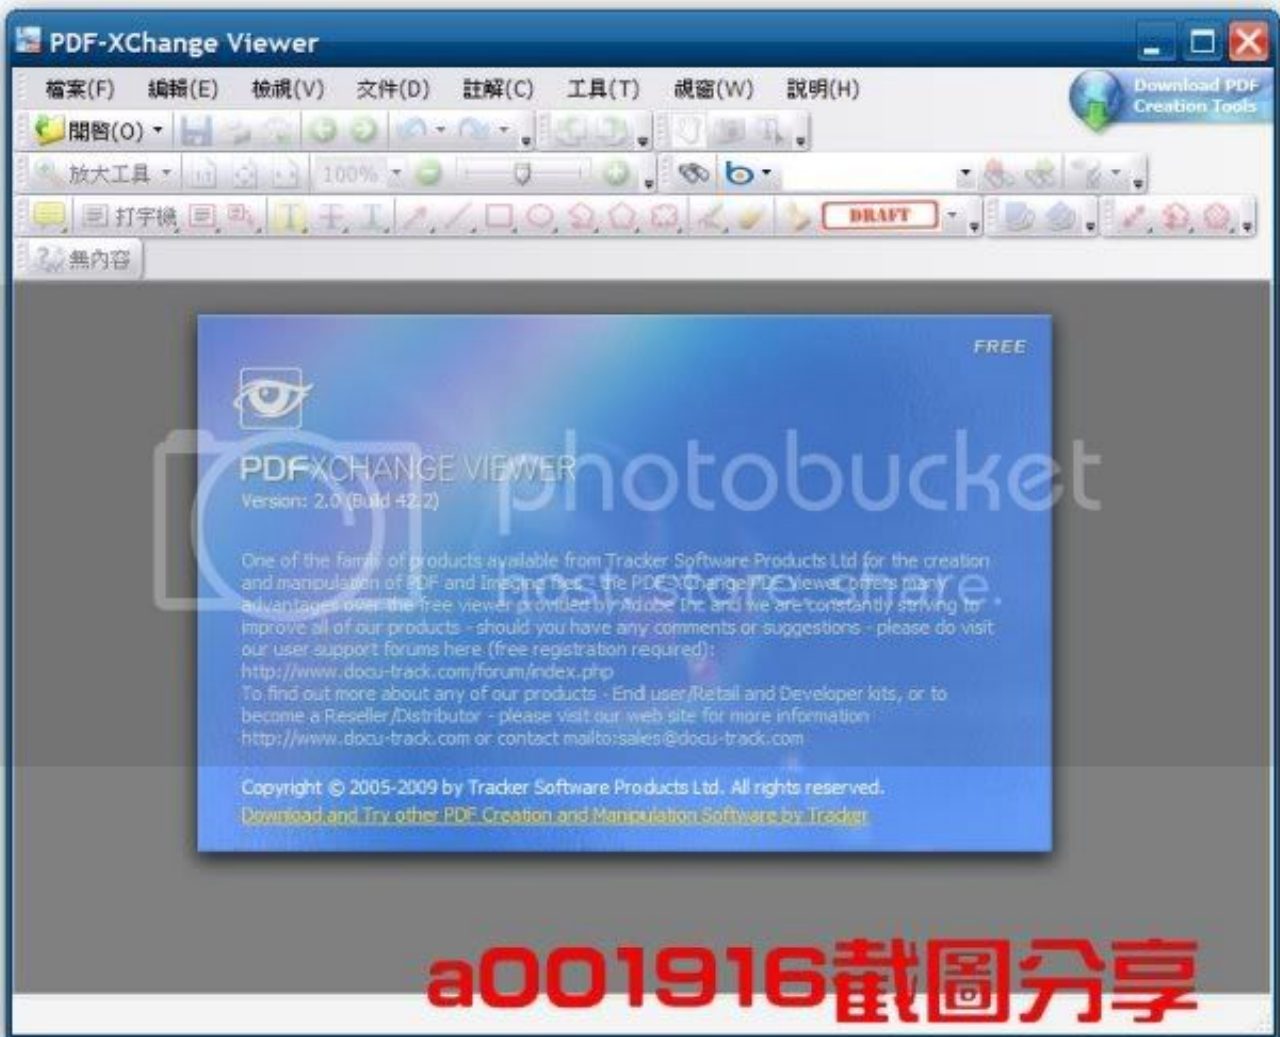 PDF-XChange Viewer
檔案(F) 編輯(E) 檢視(V) 文件(D) 註解(C) 工具(T) 視窗(W) 說明(H)
Download PDF
Creation Tools
開啓(O)
放大工具 100%
打字機 DRAFT
無內容
FREE
PDFXCHANGE VIEWER
Version: 2.0 (Build 42.2)
photobucket
One of the family of products available from Tracker Software Products Ltd for the creation
and manipulation of PDF and Imaging files - the PDF-XChange PDF Viewer offers many
host. store. share.
advantages over the free viewer provided by Adobe Inc and we are constantly striving to
improve all of our products - should you have any comments or suggestions - please do visit
our user support forums here (free registration required):
http://www.docu-track.com/forum/index.php
To find out more about any of our products - End user/Retail and Developer kits, or to
become a Reseller/Distributor - please visit our web site for more information
http://www.docu-track.com or contact mailto:sales@docu-track.com
Copyright © 2005-2009 by Tracker Software Products Ltd. All rights reserved.
Download and Try other PDF Creation and Manipulation Software by Tracker
a001916截圖分享